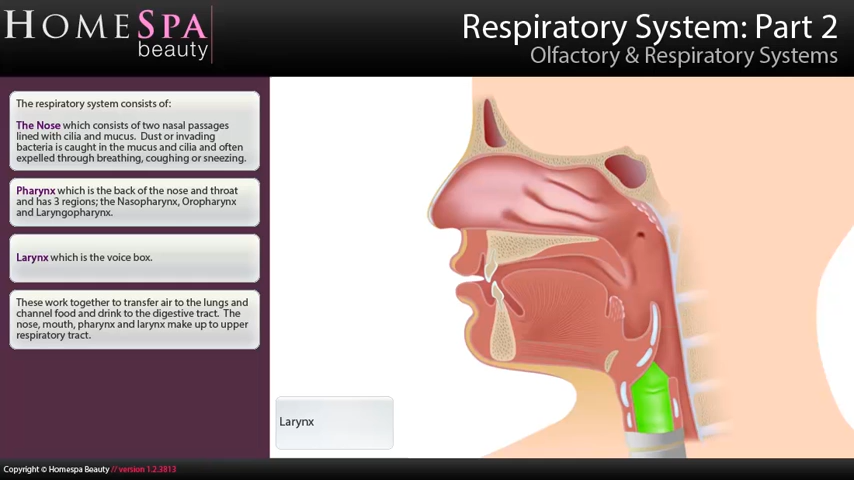 HOMESPA
beauty
Respiratory System: Part 2
Olfactory & Respiratory Systems
The respiratory system consists of:
The Nose which consists of two nasal passages
lined with cilia and mucus. Dust or invading
bacteria is caught in the mucus and cilia and often
expelled through breathing, coughing or sneezing.
Pharynx which is the back of the nose and throat
and has 3 regions; the Nasopharynx, Oropharynx
and Laryngopharynx.
Larynx which is the voice box.
These work together to transfer air to the lungs and
channel food and drink to the digestive tract. The
nose, mouth, pharynx and larynx make up to upper
respiratory tract.
Larynx
Copyright © Homespa Beauty // version 1.2.3813